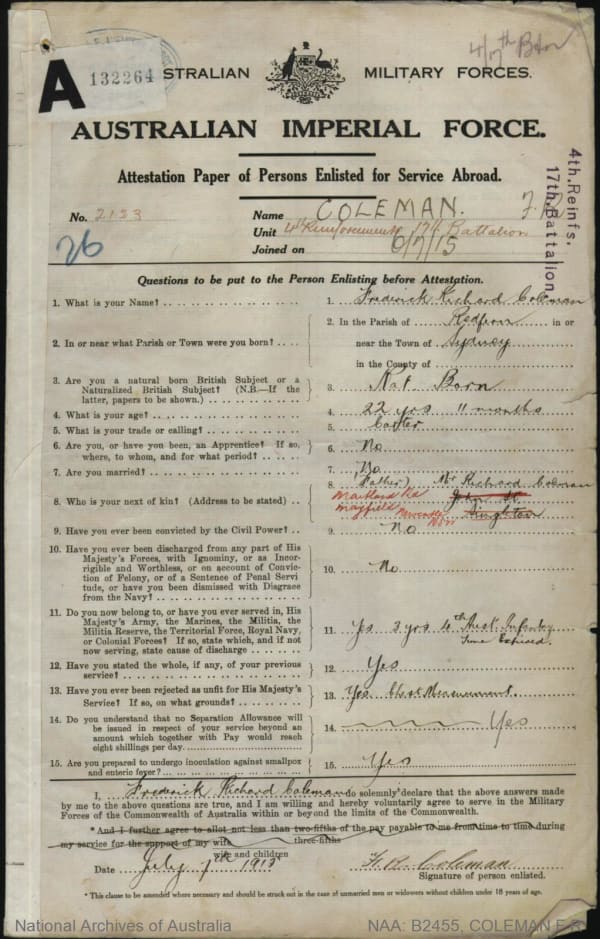 4/17th Btn
A 132264
STRALIAN MILITARY FORCES.
AUSTRALIAN IMPERIAL FORCE.
Attestation Paper of Persons Enlisted for Service Abroad.
4th. Reinfs,
17th. Battalion.
No. 2133
Name COLEMAN. F.R.
Unit 4th Reinforcements 17th Battalion
Joined on 6/7/15
26
Questions to be put to the Person Enlisting before Attestation.
1. What is your Name?
1. Frederick Richard Coleman
2. In or near what Parish or Town were you born?
2. In the Parish of Redfern in or
near the Town of Sydney
in the County of
3. Are you a natural born British Subject or a
Naturalized British Subject? (N.B.—If the
latter, papers to be shown.)
3. Nat Born
4. What is your age?
4. 22 yrs 11 months
5. What is your trade or calling?
5. Carter
6. Are you, or have you been, an Apprentice? If so,
where, to whom, and for what period?
6. No
7. Are you married?
7. No
8. Who is your next of kin? (Address to be stated)
8. Father) Mr Richard Coleman
Maitland Rd John St
Mayfield Newcastle Singleton
NSW
9. Have you ever been convicted by the Civil Power?
9. No
10. Have you ever been discharged from any part of His
Majesty's Forces, with Ignominy, or as Incor-
rigible and Worthless, or on account of Convic-
tion of Felony, or of a Sentence of Penal Servi
tude, or have you been dismissed with Disgrace
from the Navy?
10. No
11. Do you now belong to, or have you ever served in, His
Majesty's Army, the Marines, the Militia, the
Militia Reserve, the Territorial Force, Royal Navy,
or Colonial Forces? If so, state which, and if not
now serving, state cause of discharge
11. Yes 3 yrs 4th Aust. Infantry
Time Expired.
12. Have you stated the whole, if any, of your previous
service?
12. Yes
13. Have you ever been rejected as unfit for His Majesty's
Service? If so, on what grounds?
13. Yes Chest Measurement
14. Do you understand that no Separation Allowance will
be issued in respect of your service beyond an
amount which together with Pay would reach
eight shillings per day.
14. Yes
15. Are you prepared to undergo inoculation against smallpox
and enteric fever?
15. Yes
I, Frederick Richard Coleman do solemnly declare that the above answers made
by me to the above questions are true, and I am willing and hereby voluntarily agree to serve in the Military
Forces of the Commonwealth of Australia within or beyond the limits of the Commonwealth.
*And I further agree to allot not less than two-fifths of the pay payable to me from time to time during
three-fifths
my service for the support of my wife
wife and children
Date July 7th 1915
F. R. Coleman
Signature of person enlisted.
* This clause to be amended where necessary and should be struck out in the case of unmarried men or widowers without children under 18 years of age.
National Archives of Australia NAA: B2455, COLEMAN F R